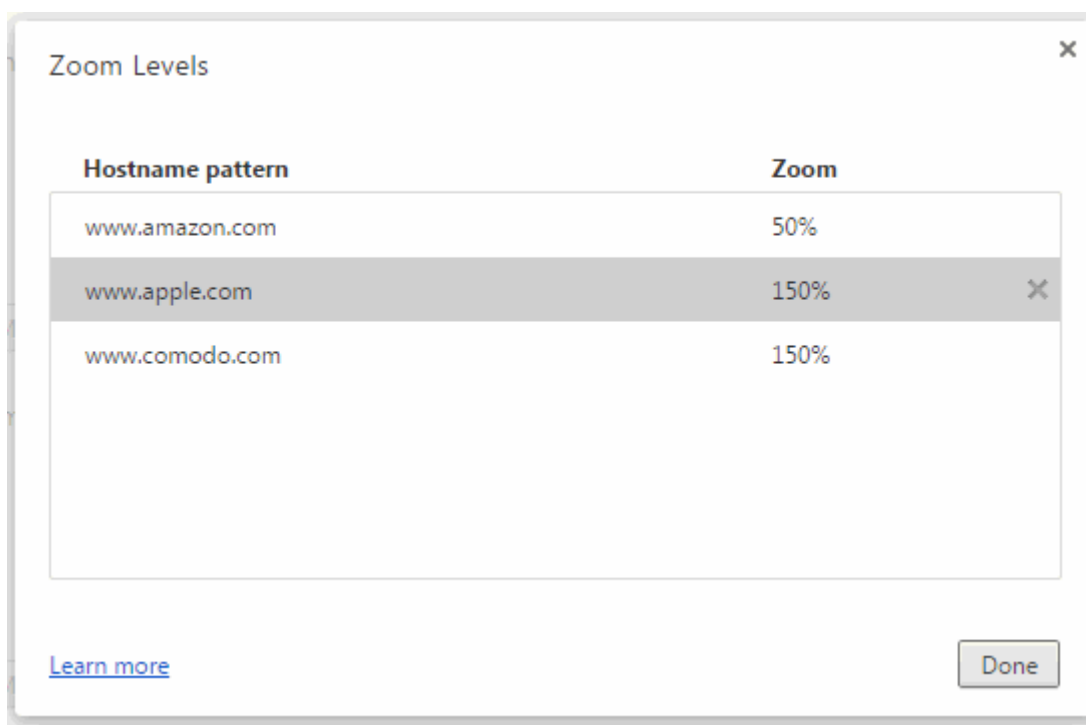 Zoom Levels
Hostname pattern Zoom
www.amazon.com 50%
www.apple.com 150%
www.comodo.com 150%
Learn more Done